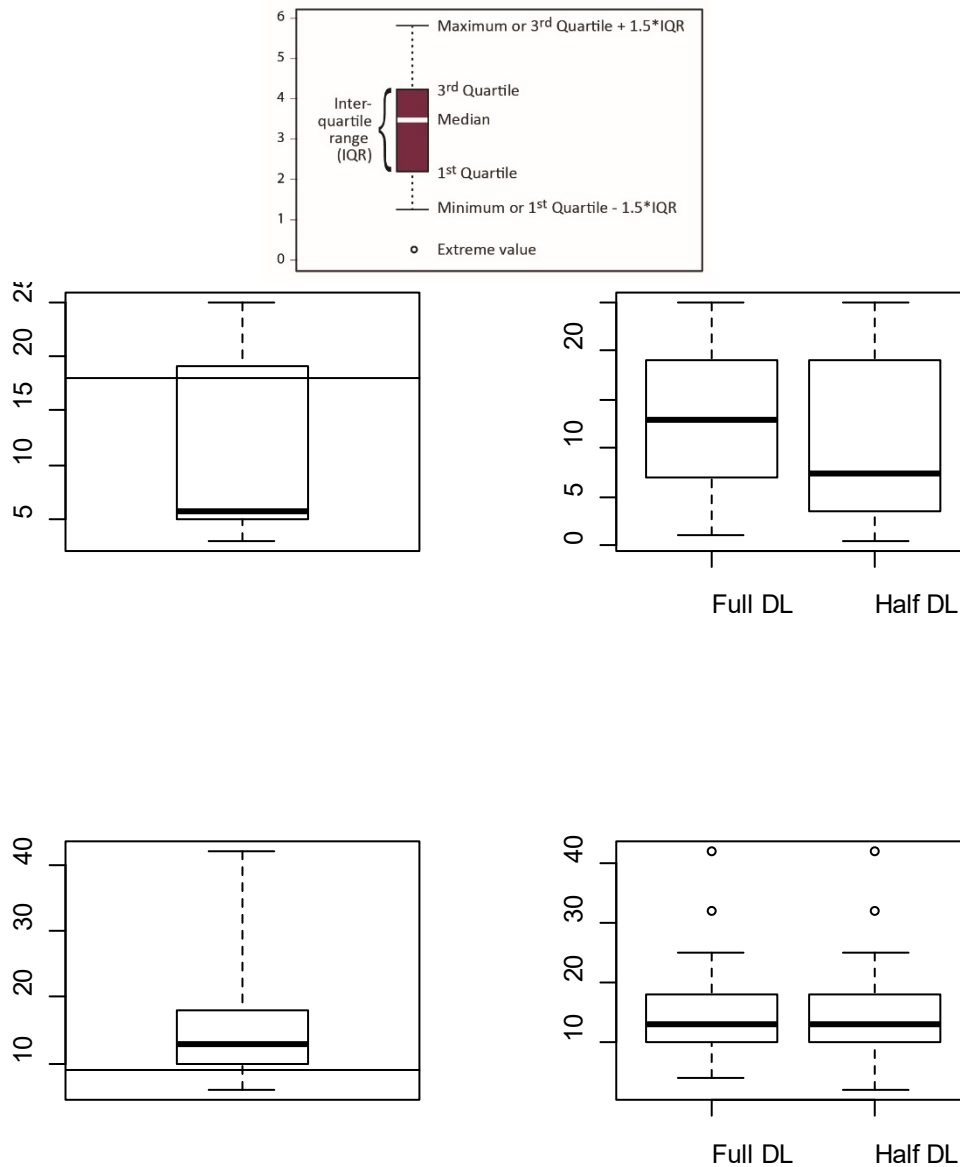 6
Maximum or 3rd Quartile + 1.5*IQR
5
3rd Quartile
4
Inter-
quartile
range
(IQR)
Median
3
1st Quartile
2
Minimum or 1st Quartile - 1.5*IQR
1
Extreme value
0
25
20
15
10
5
20
10
5
0
Full DL
Half DL
40
30
20
10
40
30
20
10
Full DL
Half DL